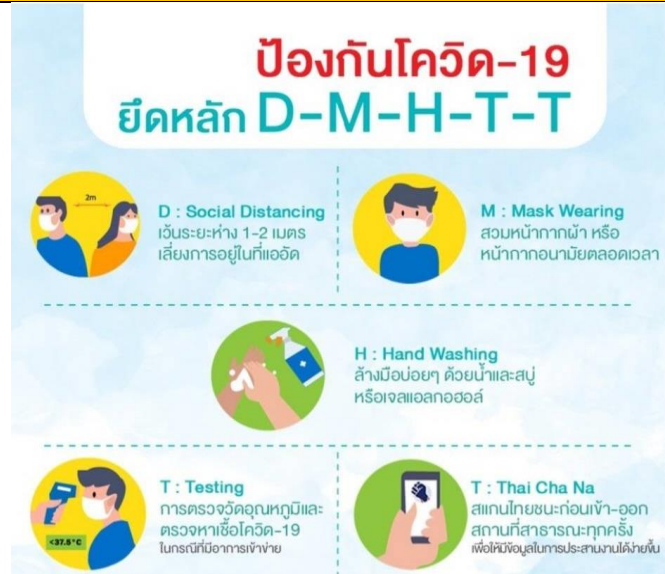 ป้องกันโควิด-19
ยึดหลัก D-M-H-T-T
2m
D : Social Distancing
เว้นระยะห่าง 1-2 เมตร
เลี่ยงการอยู่ในที่แออัด
M : Mask Wearing
สวมหน้ากากผ้า หรือ
หน้ากากอนามัยตลอดเวลา
H : Hand Washing
ล้างมือบ่อยๆ ด้วยน้ำและสบู่
หรือเจลแอลกอฮอล์
<37.5°C
T : Testing
การตรวจวัดอุณหภูมิและ
ตรวจหาเชื้อโควิด-19
ในกรณีที่มีอาการเข้าข่าย
T : Thai Cha Na
สแกนไทยชนะก่อนเข้า-ออก
สถานที่สาธารณะทุกครั้ง
เพื่อให้มีข้อมูลในการประสานงานได้ง่ายขึ้น